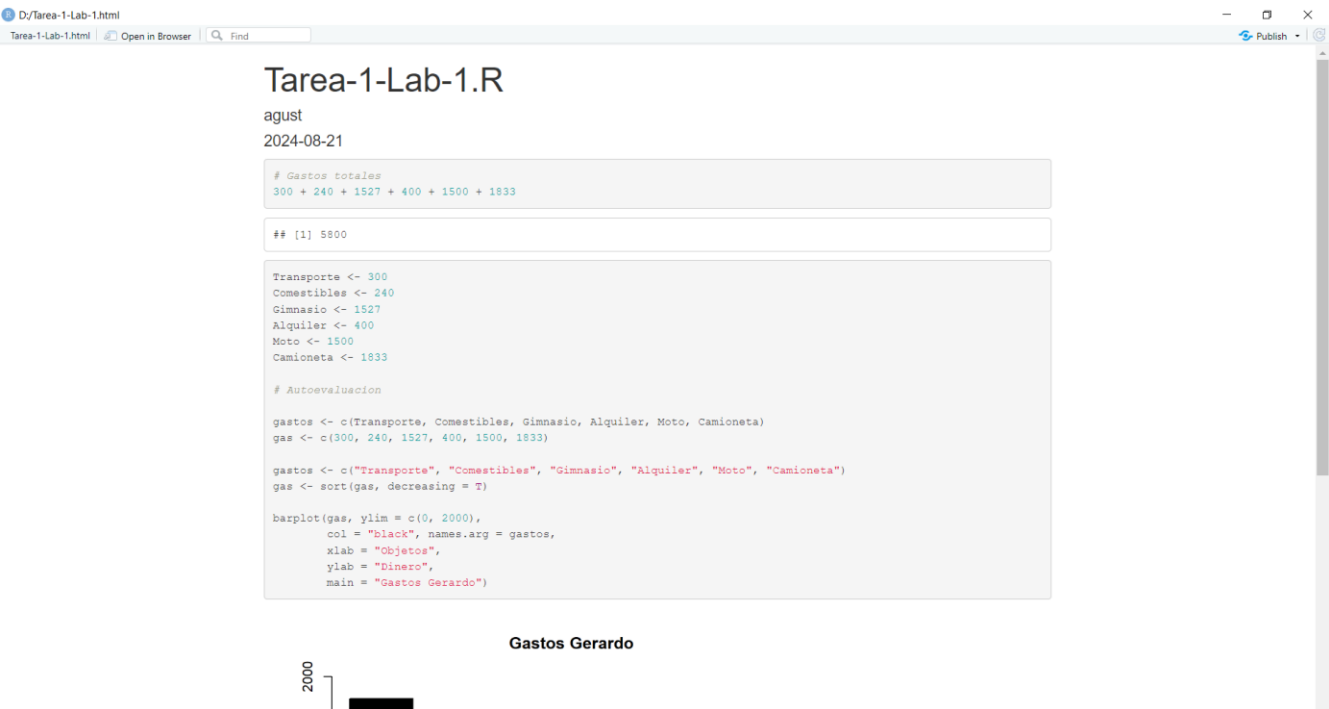 D:/Tarea-1-Lab-1.html
Tarea-1-Lab-1.html Open in Browser Find Publish
Tarea-1-Lab-1.R
agust
2024-08-21
# Gastos totales
300 + 240 + 1527 + 400 + 1500 + 1833
## [1] 5800
Transporte <- 300
Comestibles <- 240
Gimnasio <- 1527
Alquiler <- 400
Moto <- 1500
Camioneta <- 1833
# Autoevaluacion
gastos <- c(Transporte, Comestibles, Gimnasio, Alquiler, Moto, Camioneta)
gas <- c(300, 240, 1527, 400, 1500, 1833)
gastos <- c("Transporte", "Comestibles", "Gimnasio", "Alquiler", "Moto", "Camioneta")
gas <- sort(gas, decreasing = T)
barplot(gas, ylim = c(0, 2000),
col = "black", names.arg = gastos,
xlab = "Objetos",
ylab = "Dinero",
main = "Gastos Gerardo")
Gastos Gerardo
2000